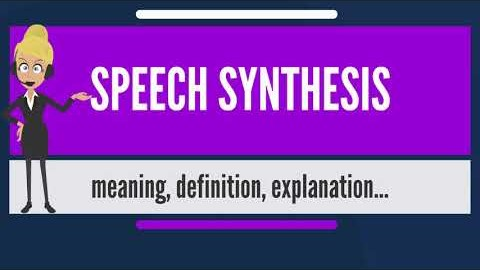 SPEECH SYNTHESIS
meaning, definition, explanation...